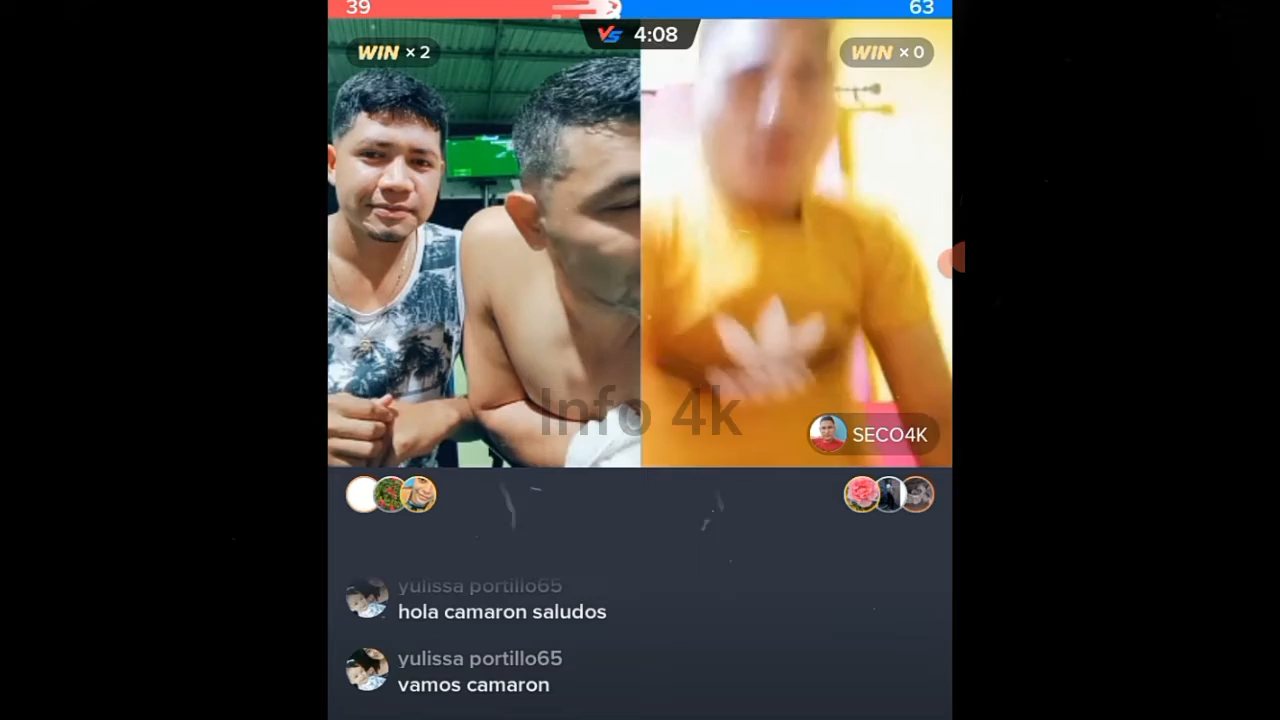 39
63
VS 4:08
WIN × 2
WIN × 0
Info 4k
SECO4K
yulissa portillo65
hola camaron saludos
yulissa portillo65
vamos camaron